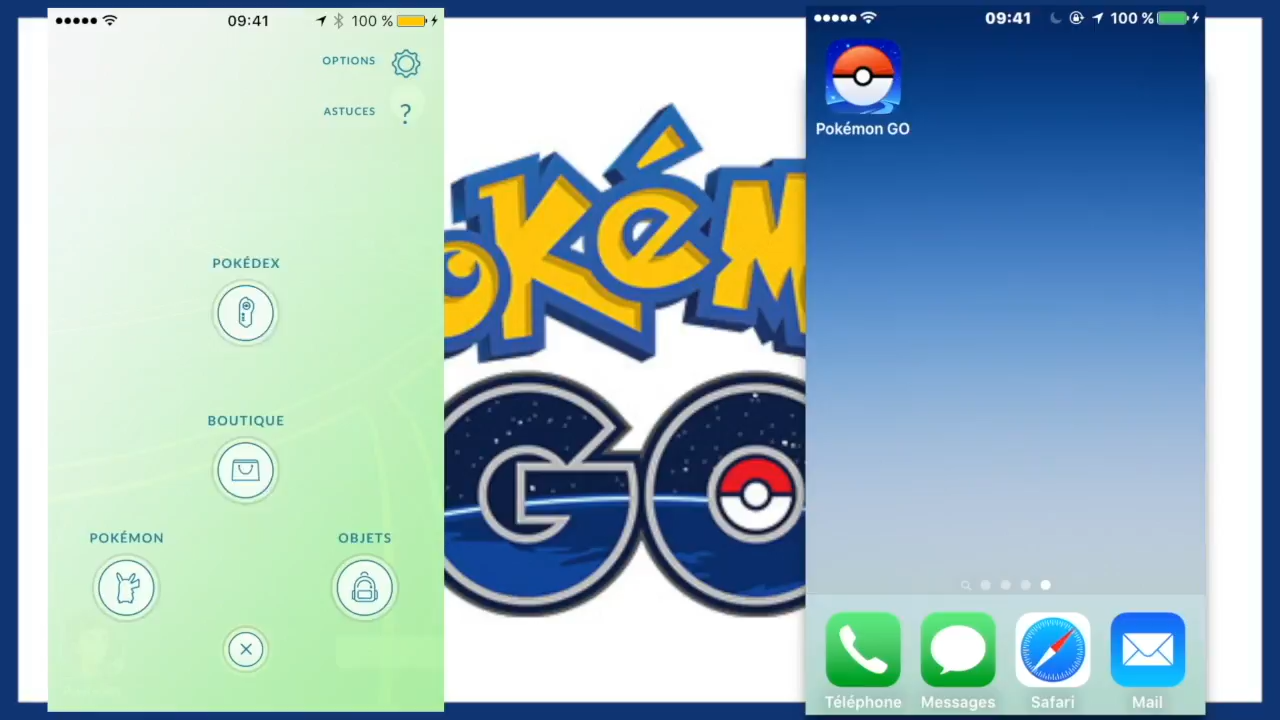 09:41
100 %
OPTIONS
ASTUCES
?
POKÉDEX
BOUTIQUE
POKÉMON
OBJETS
Pokém
GO
09:41
100 %
Pokémon GO
Téléphone
Messages
Safari
Mail